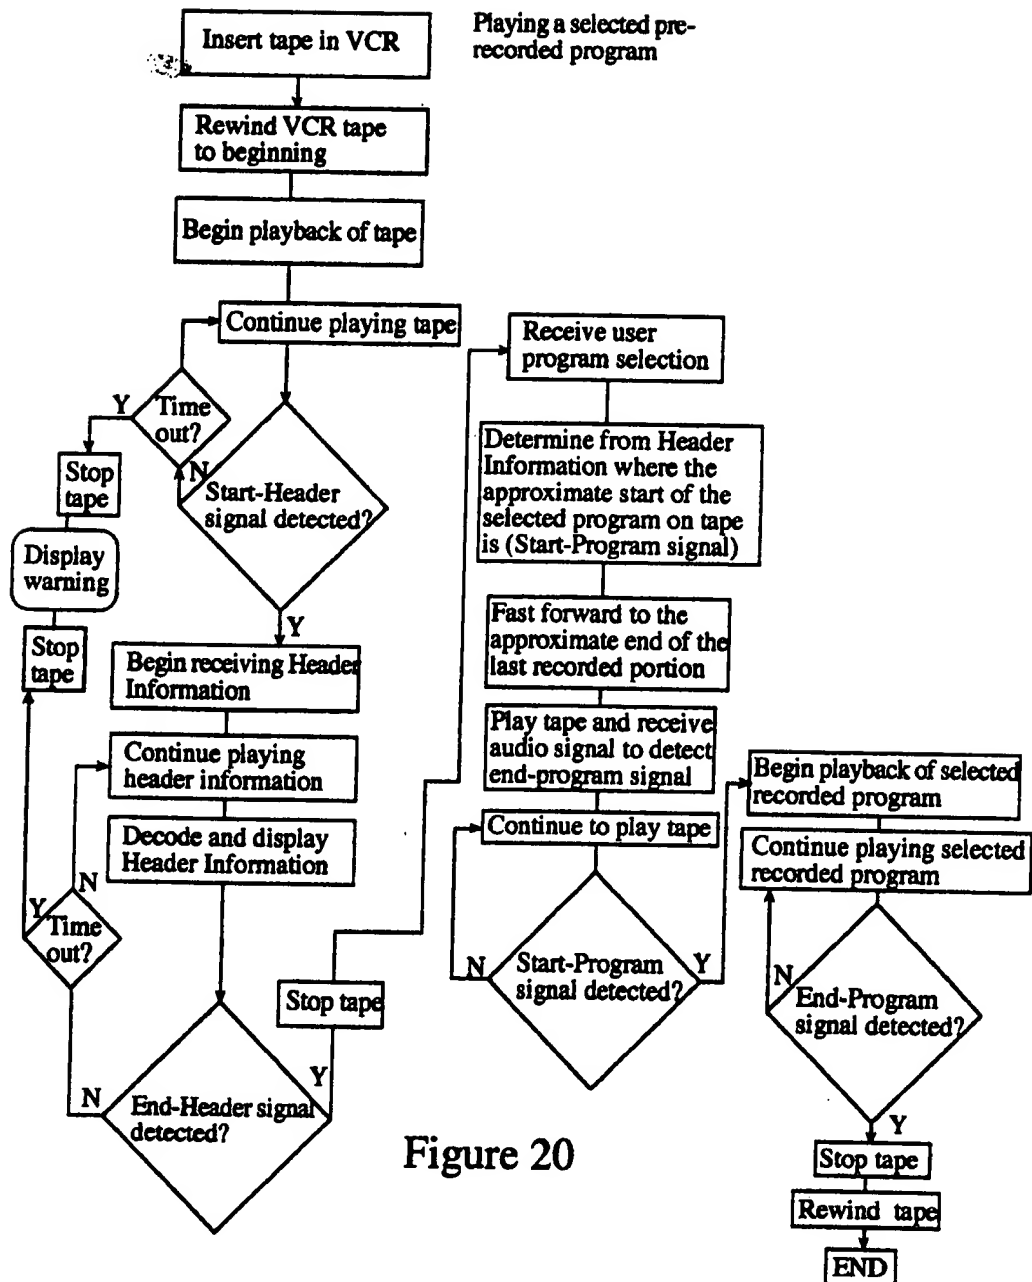 Playing a selected pre-
recorded program
Insert tape in VCR
Rewind VCR tape
to beginning
Begin playback of tape
Continue playing tape
Time
out?
Y
N
Stop
tape
Display
warning
Stop
tape
Start-Header
signal detected?
Y
Begin receiving Header
Information
Continue playing
header information
Decode and display
Header Information
N
Y
Time
out?
N
End-Header signal
detected?
Y
Stop tape
Receive user
program selection
Determine from Header
Information where the
approximate start of the
selected program on tape
is (Start-Program signal)
Fast forward to the
approximate end of the
last recorded portion
Play tape and receive
audio signal to detect
end-program signal
Continue to play tape
N
Start-Program
signal detected?
Y
Begin playback of selected
recorded program
Continue playing selected
recorded program
N
End-Program
signal detected?
Y
Stop tape
Rewind tape
END
Figure 20